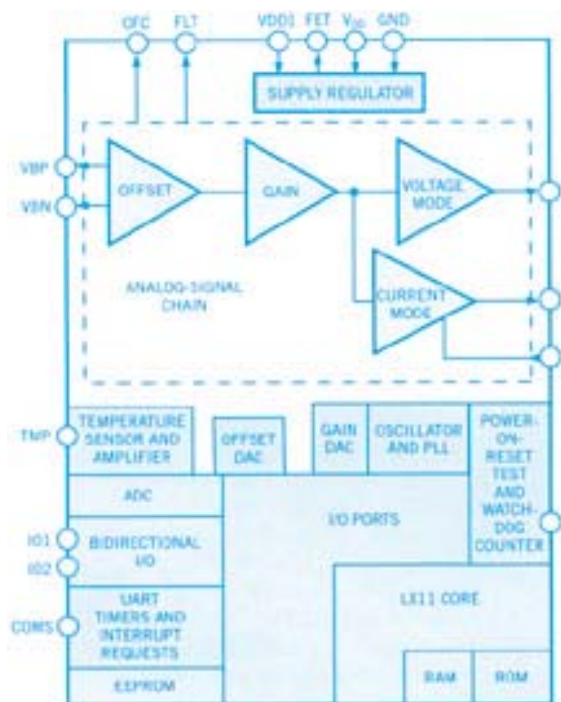 OFC FLT VDD1 FET VDD GND
SUPPLY REGULATOR
VBP
VBN
OFFSET
GAIN
VOLTAGE
MODE
ANALOG-SIGNAL
CHAIN
CURRENT
MODE
TMP
TEMPERATURE
SENSOR AND
AMPLIFIER
OFFSET
DAC
GAIN
DAC
OSCILLATOR
AND PLL
POWER-
ON-
RESET
TEST
AND
WATCH-
DOG
COUNTER
ADC
I/O PORTS
IO1
IO2
BIDIRECTIONAL
I/O
COMS
UART
TIMERS AND
INTERRUPT
REQUESTS
LX11 CORE
EEPROM
RAM
ROM